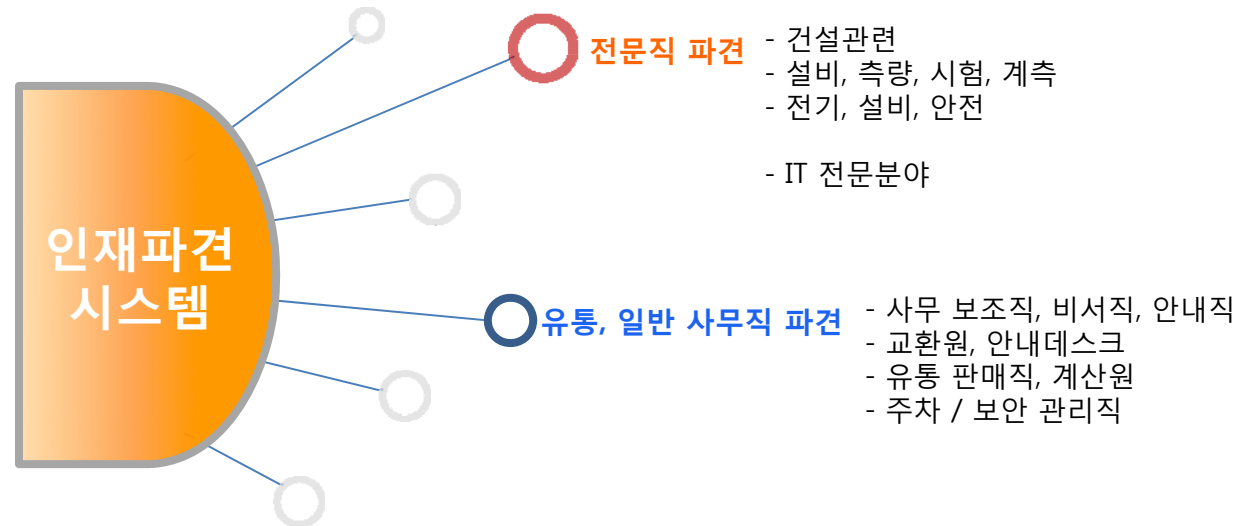 인재파견
시스템
전문직 파견
- 건설관련
- 설비, 측량, 시험, 계측
- 전기, 설비, 안전
- IT 전문분야
유통, 일반 사무직 파견
- 사무 보조직, 비서직, 안내직
- 교환원, 안내데스크
- 유통 판매직, 계산원
- 주차 / 보안 관리직